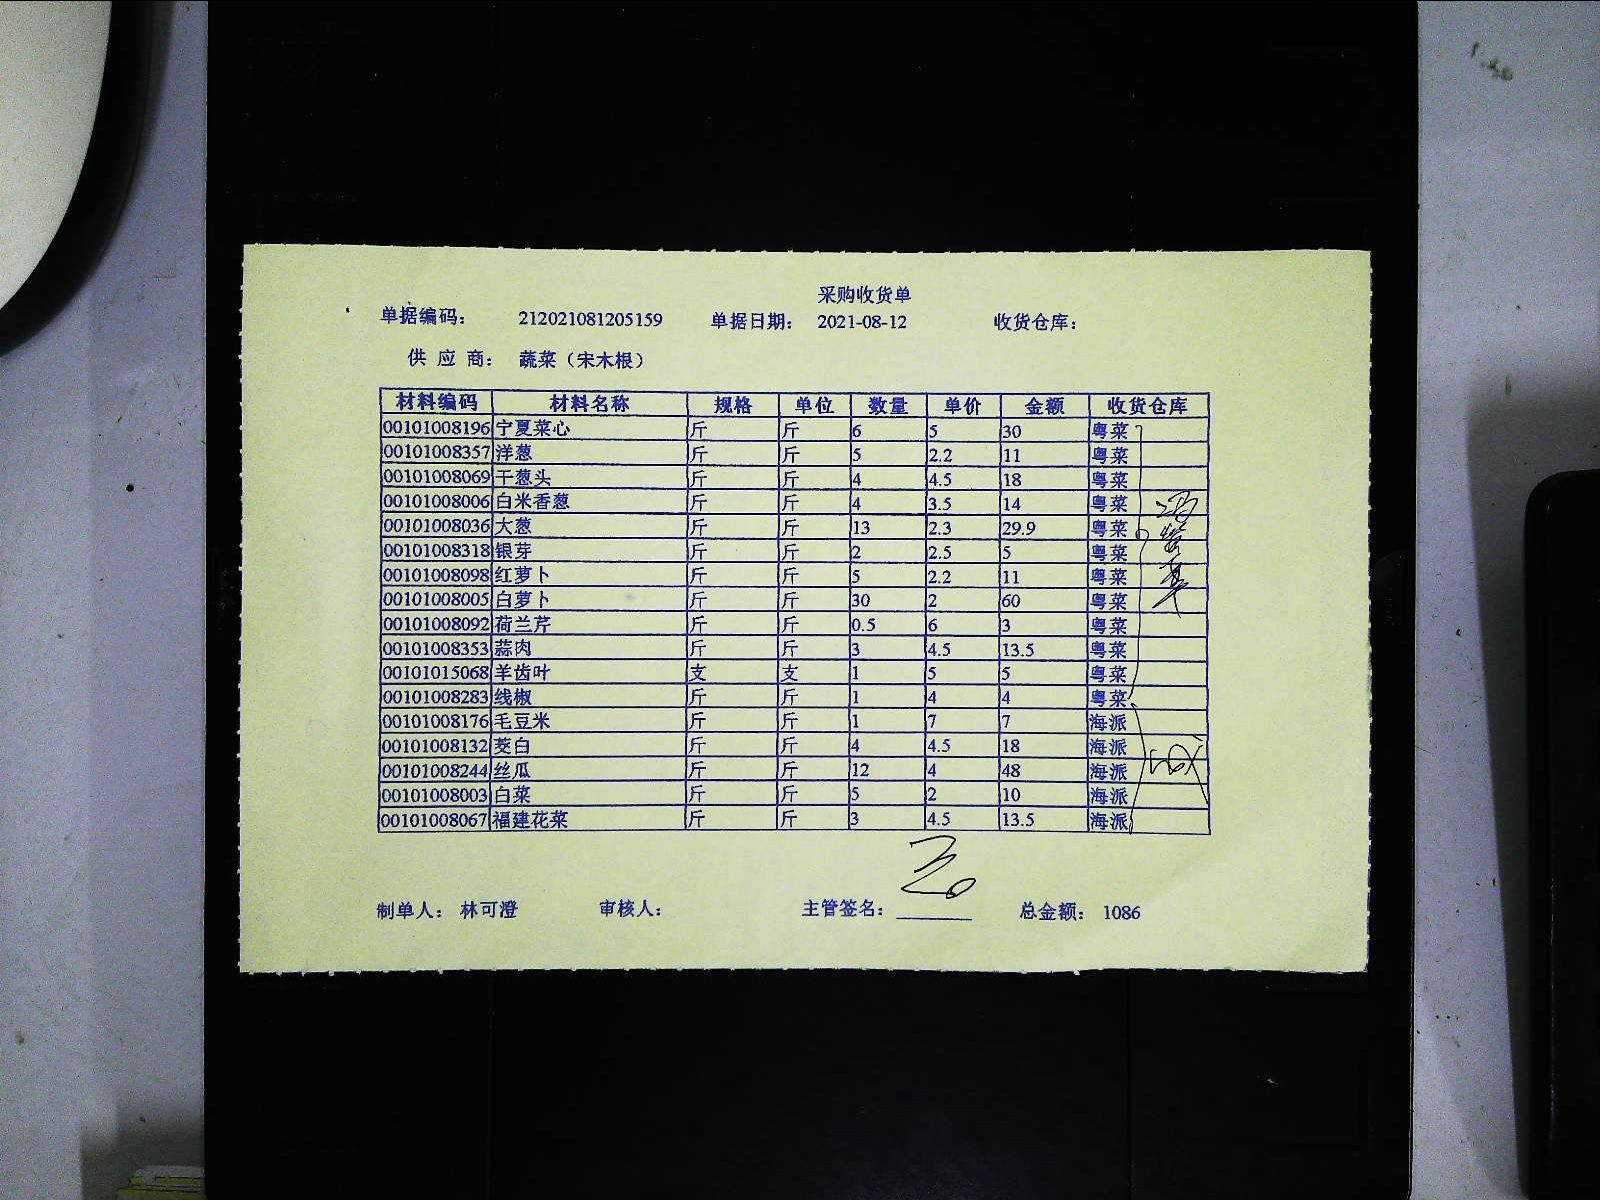 采购收货单
单据编码： 212021081205159 单据日期： 2021-08-12 收货仓库：
供 应 商： 蔬菜（宋木根）
材料编码 材料名称 规格 单位 数量 单价 金额 收货仓库
00101008196 宁夏菜心 斤 斤 6 5 30 粤菜
00101008357 洋葱 斤 斤 5 2.2 11 粤菜
00101008069 干葱头 斤 斤 4 4.5 18 粤菜
00101008006 白米香葱 斤 斤 4 3.5 14 粤菜
00101008036 大葱 斤 斤 13 2.3 29.9 粤菜
00101008318 银芽 斤 斤 2 2.5 5 粤菜
00101008098 红萝卜 斤 斤 5 2.2 11 粤菜
00101008005 白萝卜 斤 斤 30 2 60 粤菜
00101008092 荷兰芹 斤 斤 0.5 6 3 粤菜
00101008353 蒜肉 斤 斤 3 4.5 13.5 粤菜
00101015068 羊齿叶 支 支 1 5 5 粤菜
00101008283 线椒 斤 斤 1 4 4 粤菜
00101008176 毛豆米 斤 斤 1 7 7 海派
00101008132 茭白 斤 斤 4 4.5 18 海派
00101008244 丝瓜 斤 斤 12 4 48 海派
00101008003 白菜 斤 斤 5 2 10 海派
00101008067 福建花菜 斤 斤 3 4.5 13.5 海派
制单人： 林可澄 审核人： 主管签名： 总金额： 1086